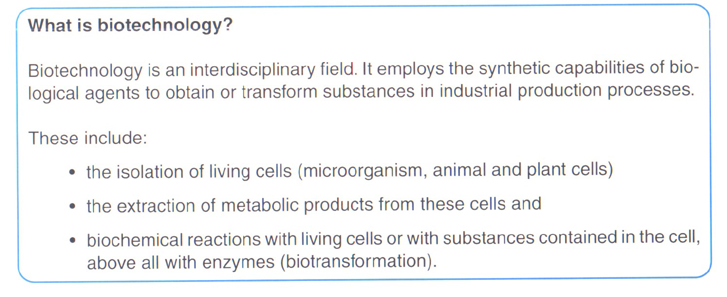 What is biotechnology?
Biotechnology is an interdisciplinary field. It employs the synthetic capabilities of bio-
logical agents to obtain or transform substances in industrial production processes.
These include:
• the isolation of living cells (microorganism, animal and plant cells)
• the extraction of metabolic products from these cells and
• biochemical reactions with living cells or with substances contained in the cell,
above all with enzymes (biotransformation).